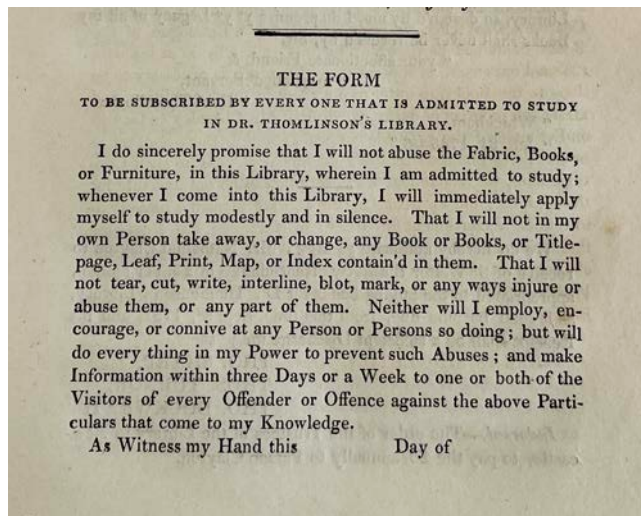 THE FORM
TO BE SUBSCRIBED BY EVERY ONE THAT IS ADMITTED TO STUDY
IN DR. THOMLINSON'S LIBRARY.
I do sincerely promise that I will not abuse the Fabric, Books,
or Furniture, in this Library, wherein I am admitted to study;
whenever I come into this Library, I will immediately apply
myself to study modestly and in silence. That I will not in my
own Person take away, or change, any Book or Books, or Title-
page, Leaf, Print, Map, or Index contain'd in them. That I will
not tear, cut, write, interline, blot, mark, or any ways injure or
abuse them, or any part of them. Neither will I employ, en-
courage, or connive at any Person or Persons so doing; but will
do every thing in my Power to prevent such Abuses; and make
Information within three Days or a Week to one or both of the
Visitors of every Offender or Offence against the above Parti-
culars that come to my Knowledge.
As Witness my Hand this Day of